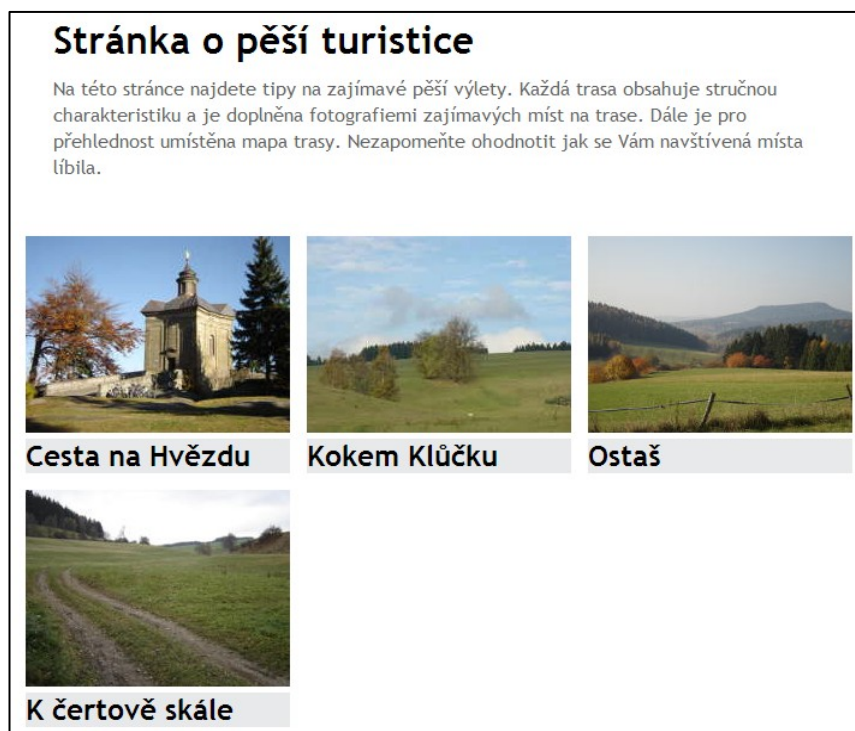 Stránka o pěší turistice
Na této stránce najdete tipy na zajímavé pěší výlety. Každá trasa obsahuje stručnou
charakteristiku a je doplněna fotografiemi zajímavých míst na trase. Dále je pro
přehlednost umístěna mapa trasy. Nezapomeňte ohodnotit jak se Vám navštívená místa
líbila.
Cesta na Hvězdu
Kokem Klůčku
Ostaš
K čertově skále